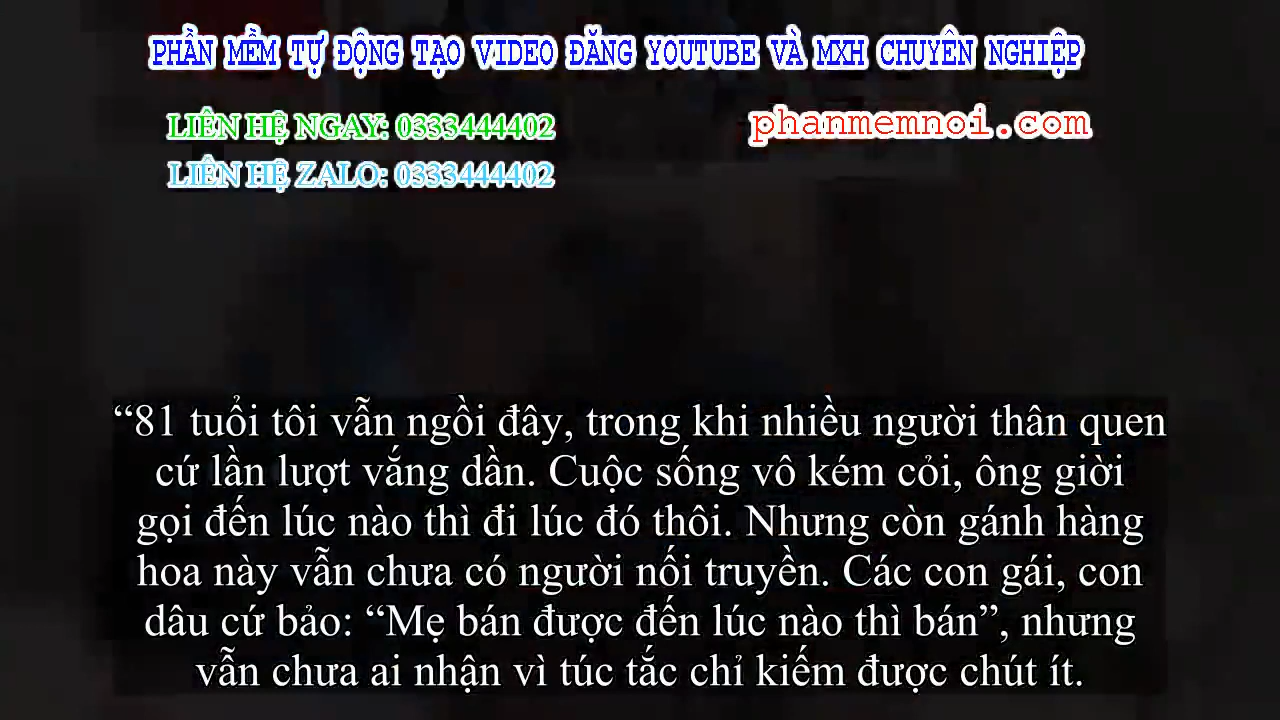 PHẦN MỀM TỰ ĐỘNG TẠO VIDEO ĐĂNG YOUTUBE VÀ MXH CHUYÊN NGHIỆP
LIÊN HỆ NGAY: 0333444402
phanmemnoi.com
LIÊN HỆ ZALO: 0333444402
“81 tuổi tôi vẫn ngồi đây, trong khi nhiều người thân quen
cứ lần lượt vắng dần. Cuộc sống vô kém cỏi, ông giời
gọi đến lúc nào thì đi lúc đó thôi. Nhưng còn gánh hàng
hoa này vẫn chưa có người nối truyền. Các con gái, con
dâu cứ bảo: “Mẹ bán được đến lúc nào thì bán”, nhưng
vẫn chưa ai nhận vì túc tắc chỉ kiếm được chút ít.